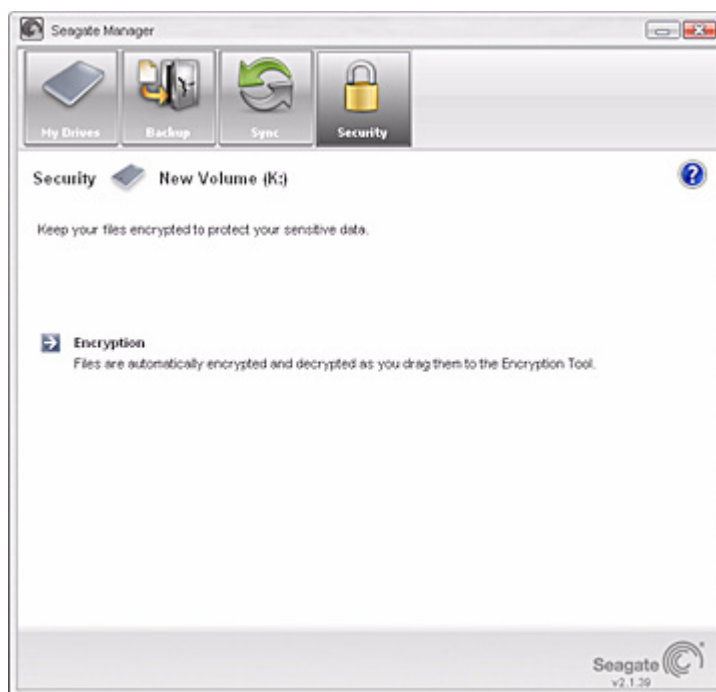 Seagate Manager
My Drives Backup Sync Security
Security New Volume (K:)
?
Keep your files encrypted to protect your sensitive data.
Encryption
Files are automatically encrypted and decrypted as you drag them to the Encryption Tool.
Seagate
v2.1.39